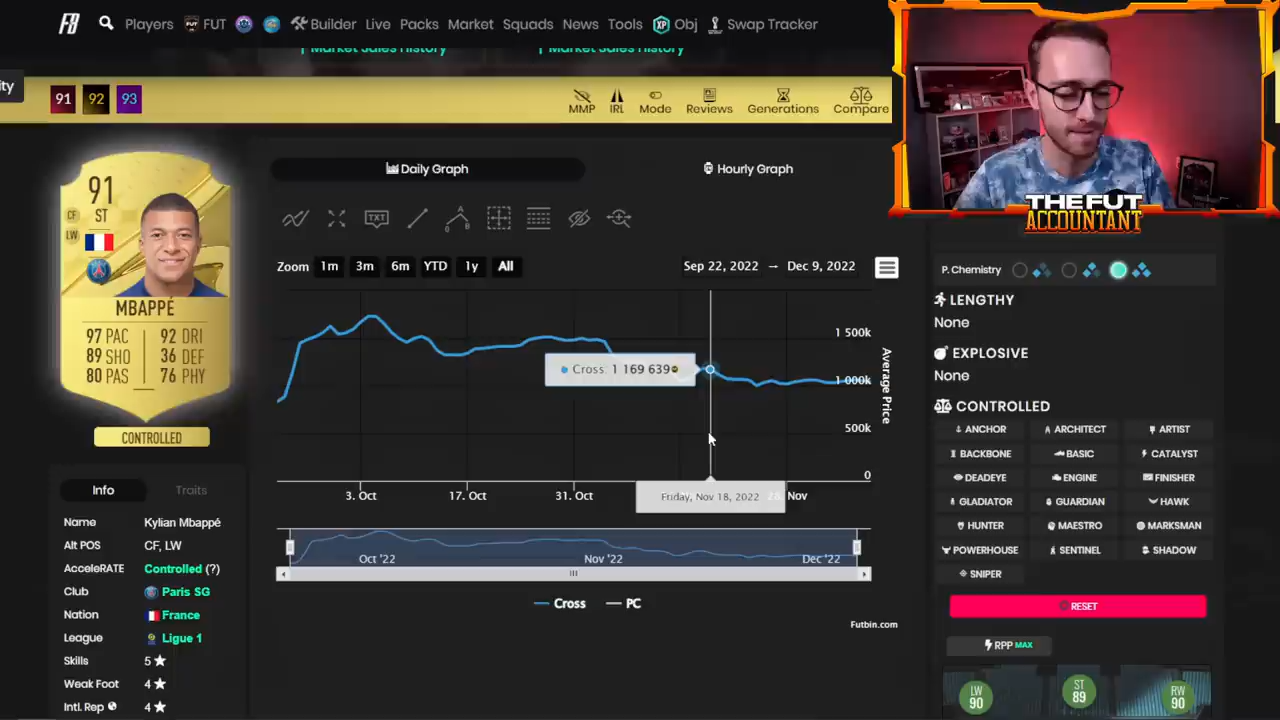 F8 Players FUT Builder Live Packs Market Squads News Tools XP Obj Swap Tracker
Market Sales History Market Sales History
ity
91 92 93
MMP IRL Mode Reviews Generations Compare
THE FUT
ACCOUNTANT
91
ST
CF
LW
MBAPPÉ
97 PAC 92 DRI
89 SHO 36 DEF
80 PAS 76 PHY
CONTROLLED
Info Traits
Name Kylian Mbappé
Alt POS CF, LW
AcceleRATE Controlled (?)
Club Paris SG
Nation France
League Ligue 1
Skills 5
Weak Foot 4
Intl. Rep 4
Daily Graph Hourly Graph
TXT
Zoom 1m 3m 6m YTD 1y All Sep 22, 2022 → Dec 9, 2022
1 500k
Cross: 1 169 639
1 000k
500k
0
Average Price
3. Oct 17. Oct 31. Oct Nov
Friday, Nov 18, 2022
Oct '22 Nov '22 Dec '22
Cross PC
Futbin.com
P. Chemistry
LENGTHY
None
EXPLOSIVE
None
CONTROLLED
ANCHOR ARCHITECT ARTIST
BACKBONE BASIC CATALYST
DEADEYE ENGINE FINISHER
GLADIATOR GUARDIAN HAWK
HUNTER MAESTRO MARKSMAN
POWERHOUSE SENTINEL SHADOW
SNIPER
RESET
RPP MAX
LW
90
ST
89
RW
90